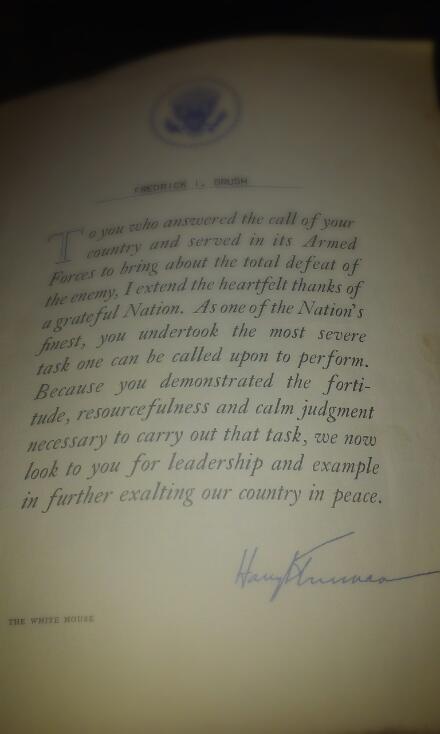 FREDRICK L. BRUSH
To you who answered the call of your
country and served in its Armed
Forces to bring about the total defeat of
the enemy, I extend the heartfelt thanks of
a grateful Nation. As one of the Nation's
finest, you undertook the most severe
task one can be called upon to perform.
Because you demonstrated the forti-
tude, resourcefulness and calm judgment
necessary to carry out that task, we now
look to you for leadership and example
in further exalting our country in peace.
Harry Truman
THE WHITE HOUSE